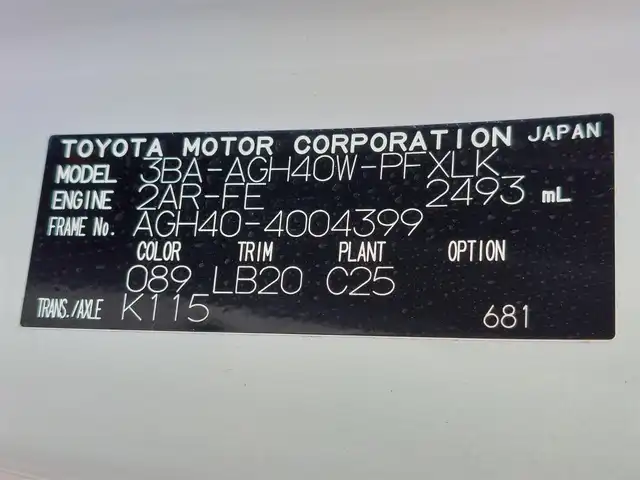 TOYOTA MOTOR CORPORATION JAPAN
MODEL 3BA-AGH40W-PFXLK
ENGINE 2AR-FE 2493 mL
FRAME No. AGH40-4004399
COLOR TRIM PLANT OPTION
089 LB20 C25
TRANS./AXLE K115 681